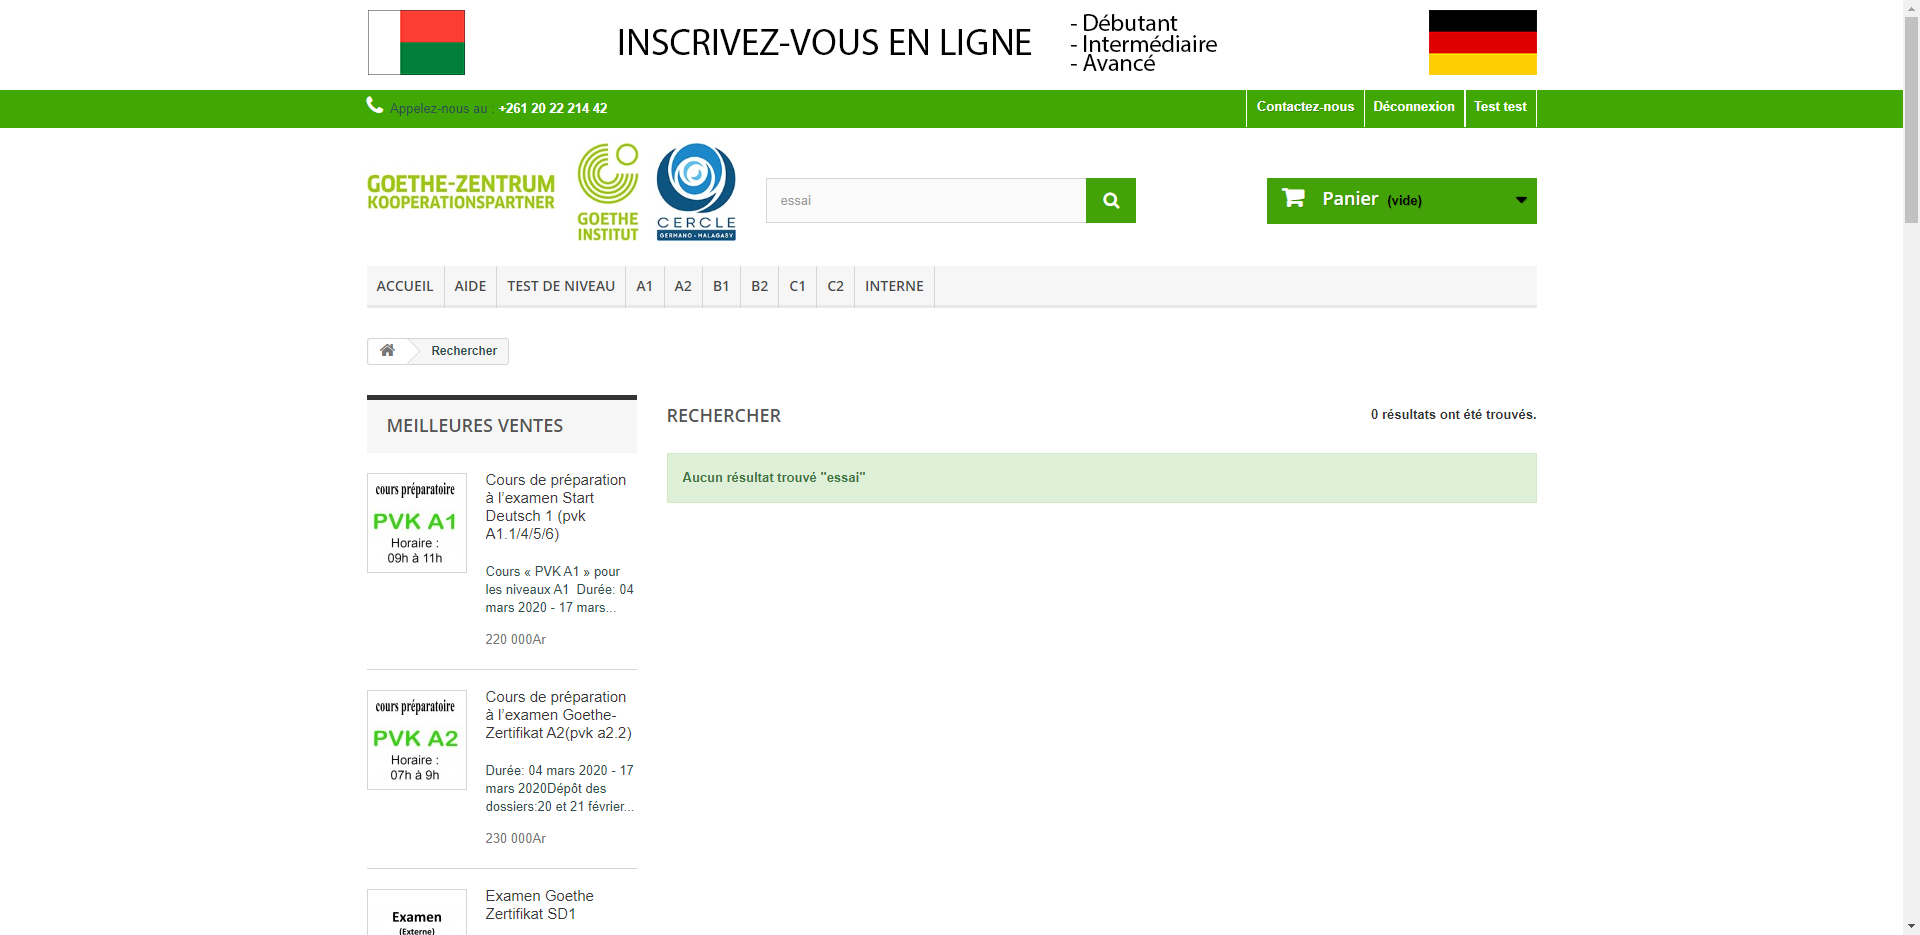 INSCRIVEZ-VOUS EN LIGNE
- Débutant
- Intermédiaire
- Avancé
Appelez-nous au : +261 20 22 214 42
Contactez-nous
Déconnexion
Test test
GOETHE-ZENTRUM
KOOPERATIONSPARTNER
GOETHE
INSTITUT
CERCLE
GERMANO - MALAGASY
essai
Panier (vide)
ACCUEIL
AIDE
TEST DE NIVEAU
A1
A2
B1
B2
C1
C2
INTERNE
Rechercher
MEILLEURES VENTES
cours préparatoire
PVK A1
Horaire :
09h à 11h
Cours de préparation
à l’examen Start
Deutsch 1 (pvk
A1.1/4/5/6)
Cours « PVK A1 » pour
les niveaux A1  Durée: 04
mars 2020 - 17 mars...
220 000Ar
cours préparatoire
PVK A2
Horaire :
07h à 9h
Cours de préparation
à l’examen Goethe-
Zertifikat A2(pvk a2.2)
Durée: 04 mars 2020 - 17
mars 2020Dépôt des
dossiers:20 et 21 février...
230 000Ar
Examen
(Externe)
Examen Goethe
Zertifikat SD1
RECHERCHER
0 résultats ont été trouvés.
Aucun résultat trouvé "essai"